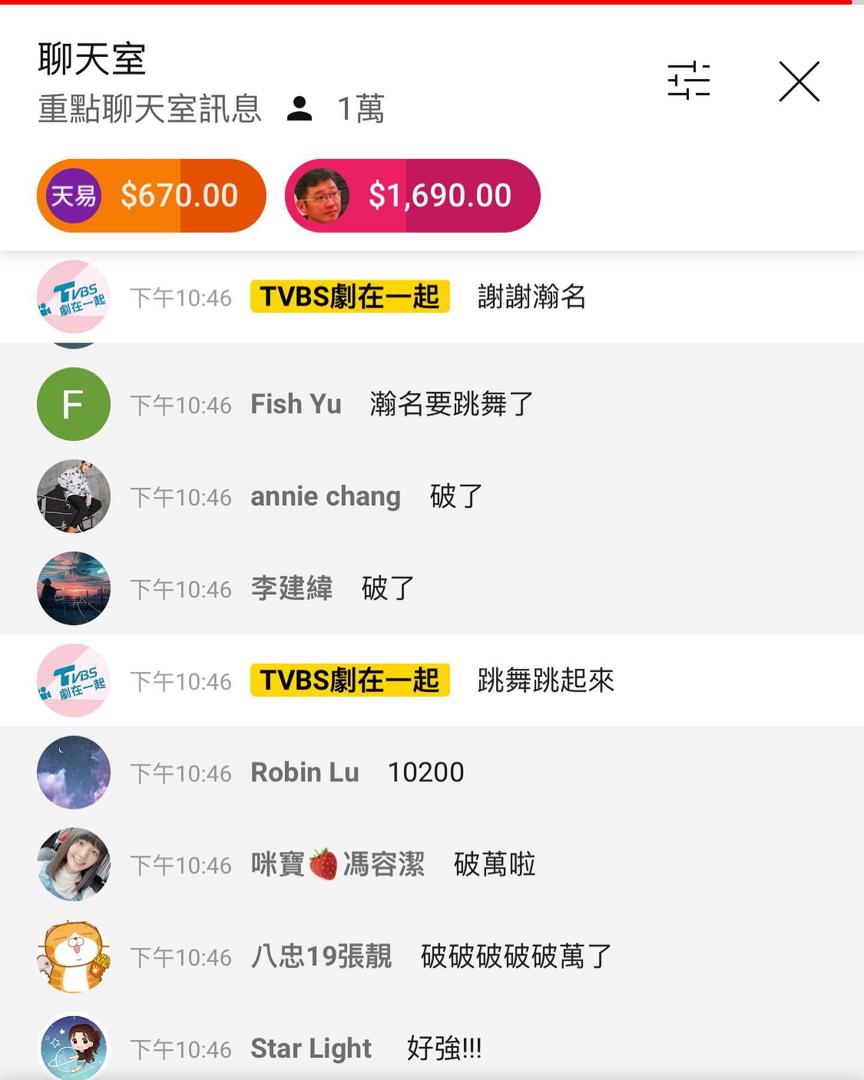 聊天室
重點聊天室訊息 1萬
天易 $670.00 $1,690.00
TVBS 劇在一起 下午10:46 TVBS劇在一起 謝謝瀚名
F 下午10:46 Fish Yu 瀚名要跳舞了
下午10:46 annie chang 破了
下午10:46 李建緯 破了
TVBS 劇在一起 下午10:46 TVBS劇在一起 跳舞跳起來
下午10:46 Robin Lu 10200
下午10:46 咪寶🍓馮容潔 破萬啦
下午10:46 八忠19張靚 破破破破破萬了
下午10:46 Star Light 好強!!!